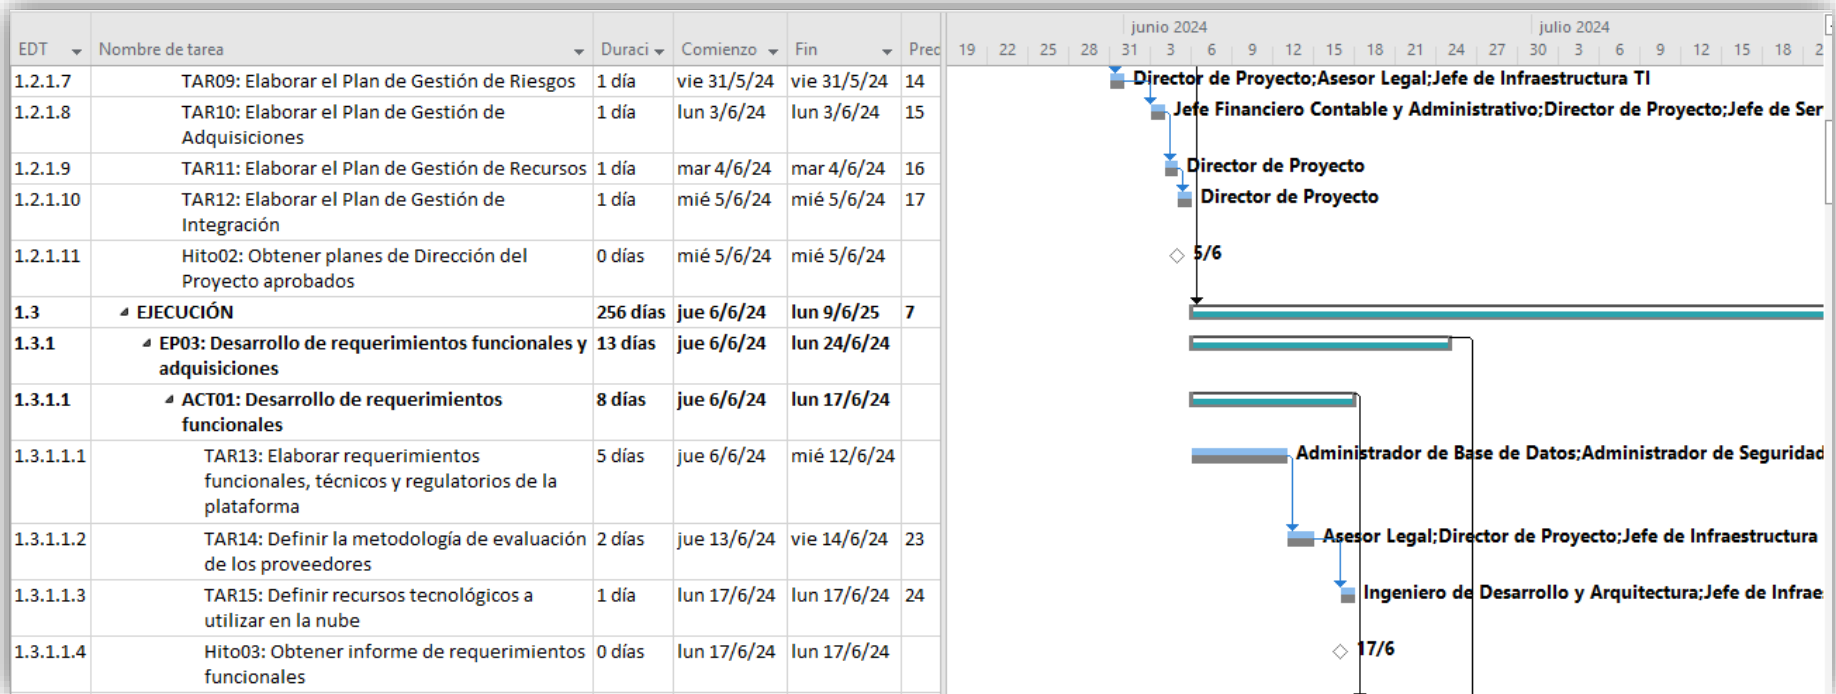 junio 2024 julio 2024
EDT Nombre de tarea Duraci Comienzo Fin Prec 19 22 25 28 31 3 6 9 12 15 18 21 24 27 30 3 6 9 12 15 18 2
1.2.1.7 TAR09: Elaborar el Plan de Gestión de Riesgos 1 día vie 31/5/24 vie 31/5/24 14 Director de Proyecto;Asesor Legal;Jefe de Infraestructura TI
1.2.1.8 TAR10: Elaborar el Plan de Gestión de 1 día lun 3/6/24 lun 3/6/24 15 Jefe Financiero Contable y Administrativo;Director de Proyecto;Jefe de Ser
Adquisiciones
1.2.1.9 TAR11: Elaborar el Plan de Gestión de Recursos 1 día mar 4/6/24 mar 4/6/24 16 Director de Proyecto
1.2.1.10 TAR12: Elaborar el Plan de Gestión de 1 día mié 5/6/24 mié 5/6/24 17 Director de Proyecto
Integración
1.2.1.11 Hito02: Obtener planes de Dirección del 0 días mié 5/6/24 mié 5/6/24 5/6
Proyecto aprobados
1.3 EJECUCIÓN 256 días jue 6/6/24 lun 9/6/25 7
1.3.1 EP03: Desarrollo de requerimientos funcionales y 13 días jue 6/6/24 lun 24/6/24
adquisiciones
1.3.1.1 ACT01: Desarrollo de requerimientos 8 días jue 6/6/24 lun 17/6/24
funcionales
1.3.1.1.1 TAR13: Elaborar requerimientos 5 días jue 6/6/24 mié 12/6/24 Administrador de Base de Datos;Administrador de Seguridad
funcionales, técnicos y regulatorios de la
plataforma
1.3.1.1.2 TAR14: Definir la metodología de evaluación 2 días jue 13/6/24 vie 14/6/24 23 Asesor Legal;Director de Proyecto;Jefe de Infraestructura
de los proveedores
1.3.1.1.3 TAR15: Definir recursos tecnológicos a 1 día lun 17/6/24 lun 17/6/24 24 Ingeniero de Desarrollo y Arquitectura;Jefe de Infrae
utilizar en la nube
1.3.1.1.4 Hito03: Obtener informe de requerimientos 0 días lun 17/6/24 lun 17/6/24 17/6
funcionales